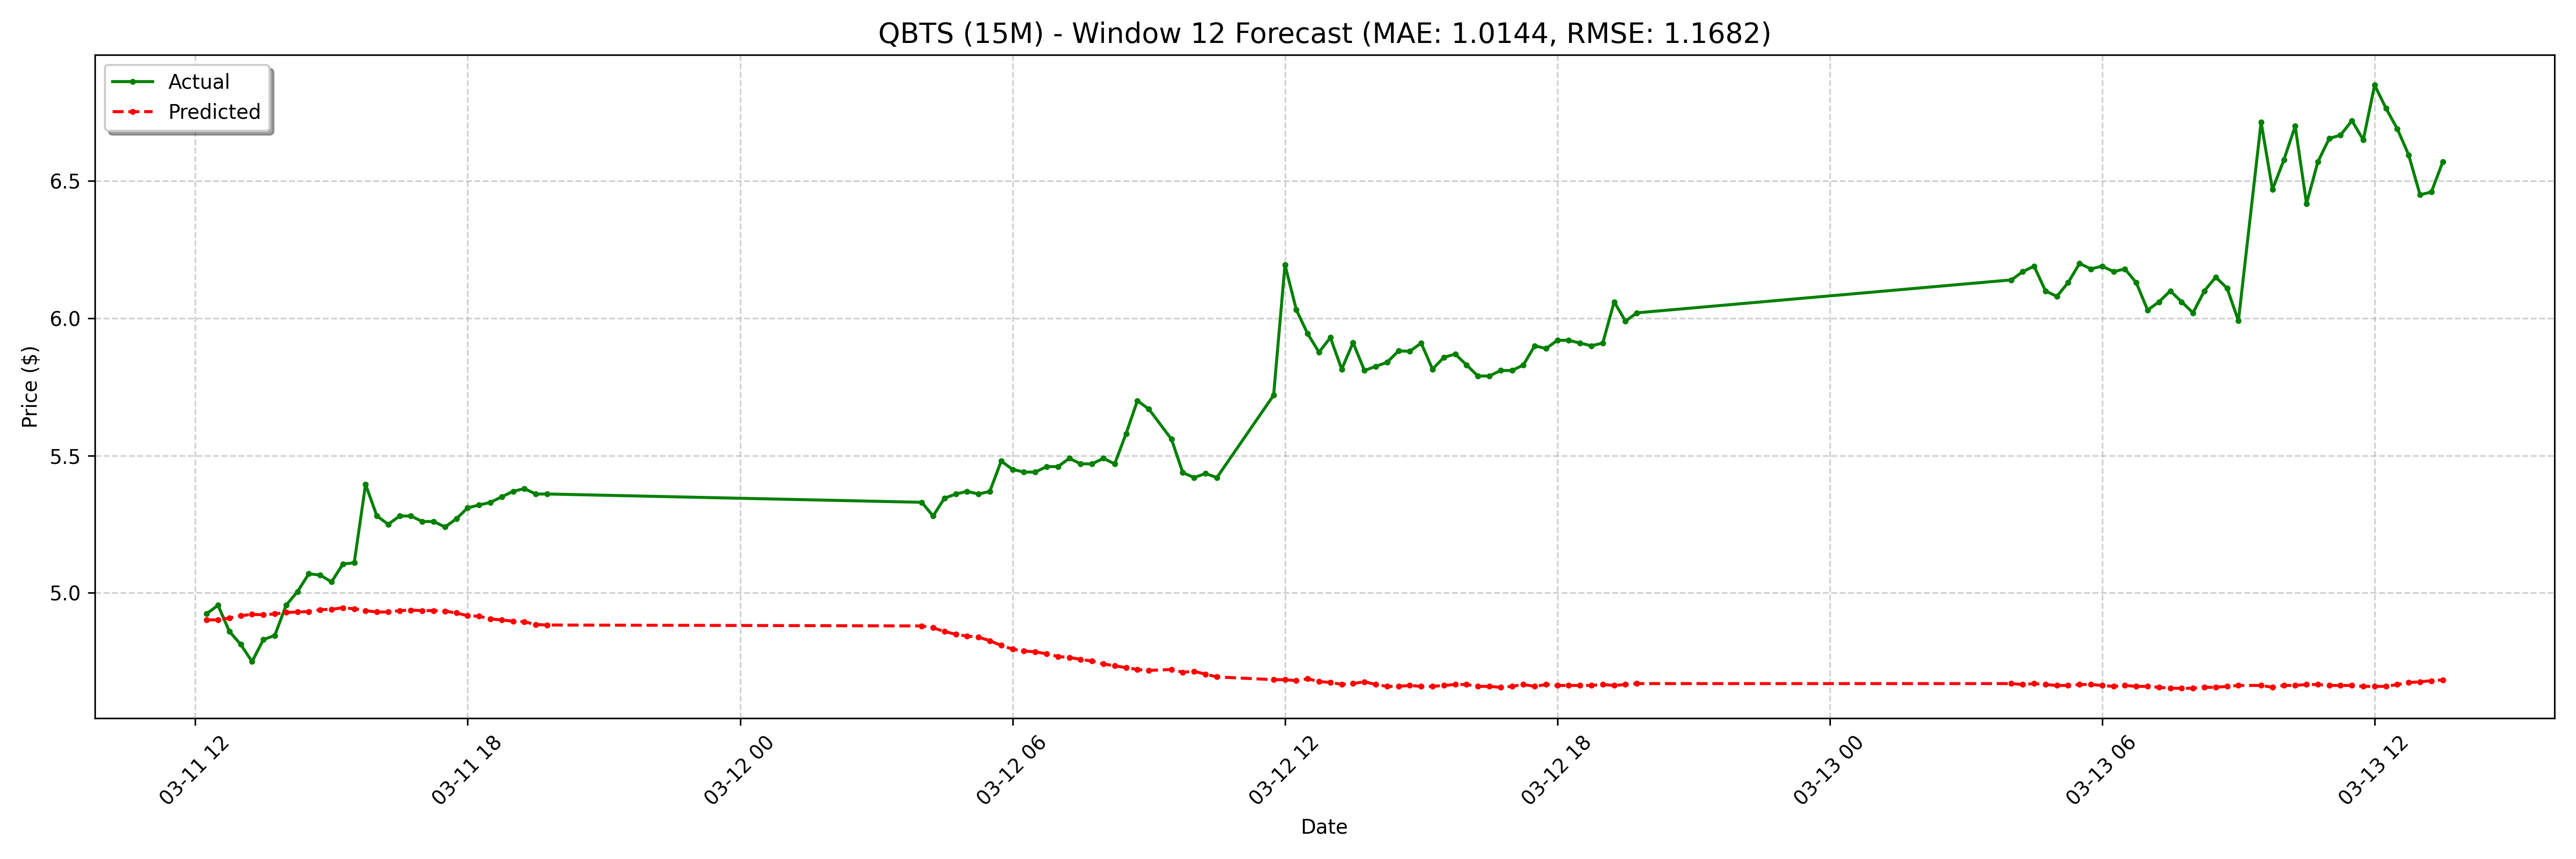 QBTS (15M) - Window 12 Forecast (MAE: 1.0144, RMSE: 1.1682)
Actual
Predicted
Price ($)
6.5
6.0
5.5
5.0
03-11 12
03-11 18
03-12 00
03-12 06
03-12 12
03-12 18
03-13 00
03-13 06
03-13 12
Date